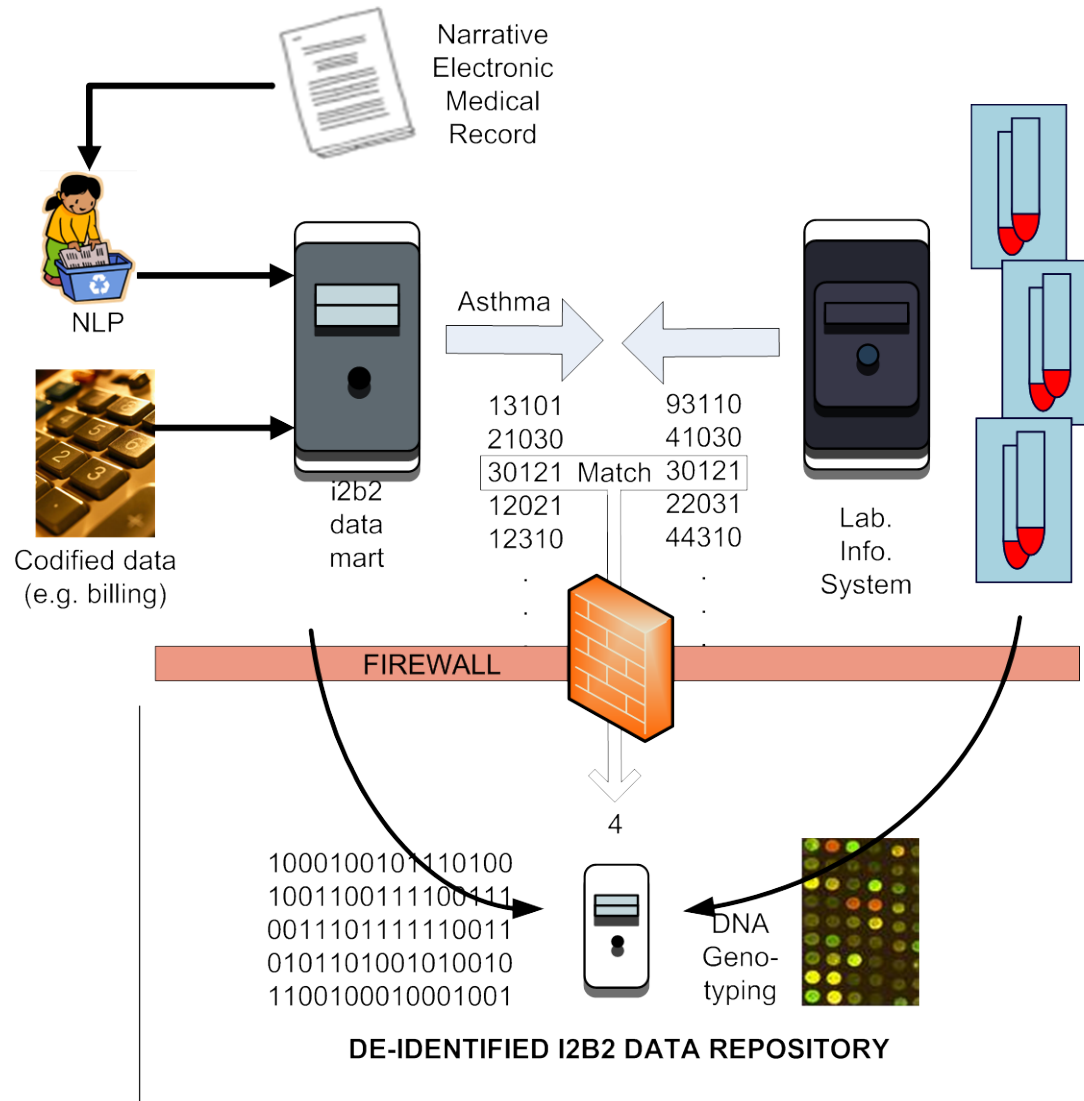 Narrative
Electronic
Medical
Record
NLP
Asthma
Codified data
(e.g. billing)
i2b2
data
mart
13101
21030
30121
12021
12310
Match
93110
41030
30121
22031
44310
Lab.
Info.
System
FIREWALL
4
1000100101110100
1001100111100111
0011101111110011
0101101001010010
1100100010001001
DNA
Geno-
typing
DE-IDENTIFIED I2B2 DATA REPOSITORY